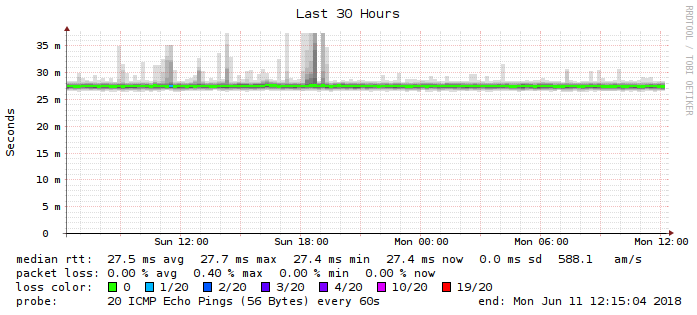 Last 30 Hours
RRDTOOL / TOBI OETIKER
Seconds
35 m
30 m
25 m
20 m
15 m
10 m
5 m
0
Sun 12:00 Sun 18:00 Mon 00:00 Mon 06:00 Mon 12:00
median rtt: 27.5 ms avg 27.7 ms max 27.4 ms min 27.4 ms now 0.0 ms sd 588.1 am/s
packet loss: 0.00 % avg 0.40 % max 0.00 % min 0.00 % now
loss color: 0 1/20 2/20 3/20 4/20 10/20 19/20
probe: 20 ICMP Echo Pings (56 Bytes) every 60s end: Mon Jun 11 12:15:04 2018